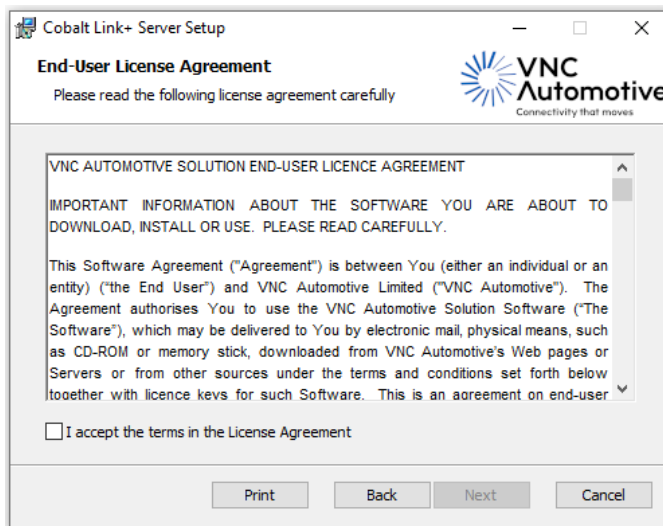 Cobalt Link+ Server Setup
End-User License Agreement
Please read the following license agreement carefully
VNC
Automotive
Connectivity that moves
VNC AUTOMOTIVE SOLUTION END-USER LICENCE AGREEMENT
IMPORTANT INFORMATION ABOUT THE SOFTWARE YOU ARE ABOUT TO
DOWNLOAD, INSTALL OR USE. PLEASE READ CAREFULLY.
This Software Agreement ("Agreement") is between You (either an individual or an
entity) ("the End User") and VNC Automotive Limited ("VNC Automotive"). The
Agreement authorises You to use the VNC Automotive Solution Software ("The
Software"), which may be delivered to You by electronic mail, physical means, such
as CD-ROM or memory stick, downloaded from VNC Automotive's Web pages or
Servers or from other sources under the terms and conditions set forth below
together with licence keys for such Software. This is an agreement on end-user
I accept the terms in the License Agreement
Print Back Next Cancel